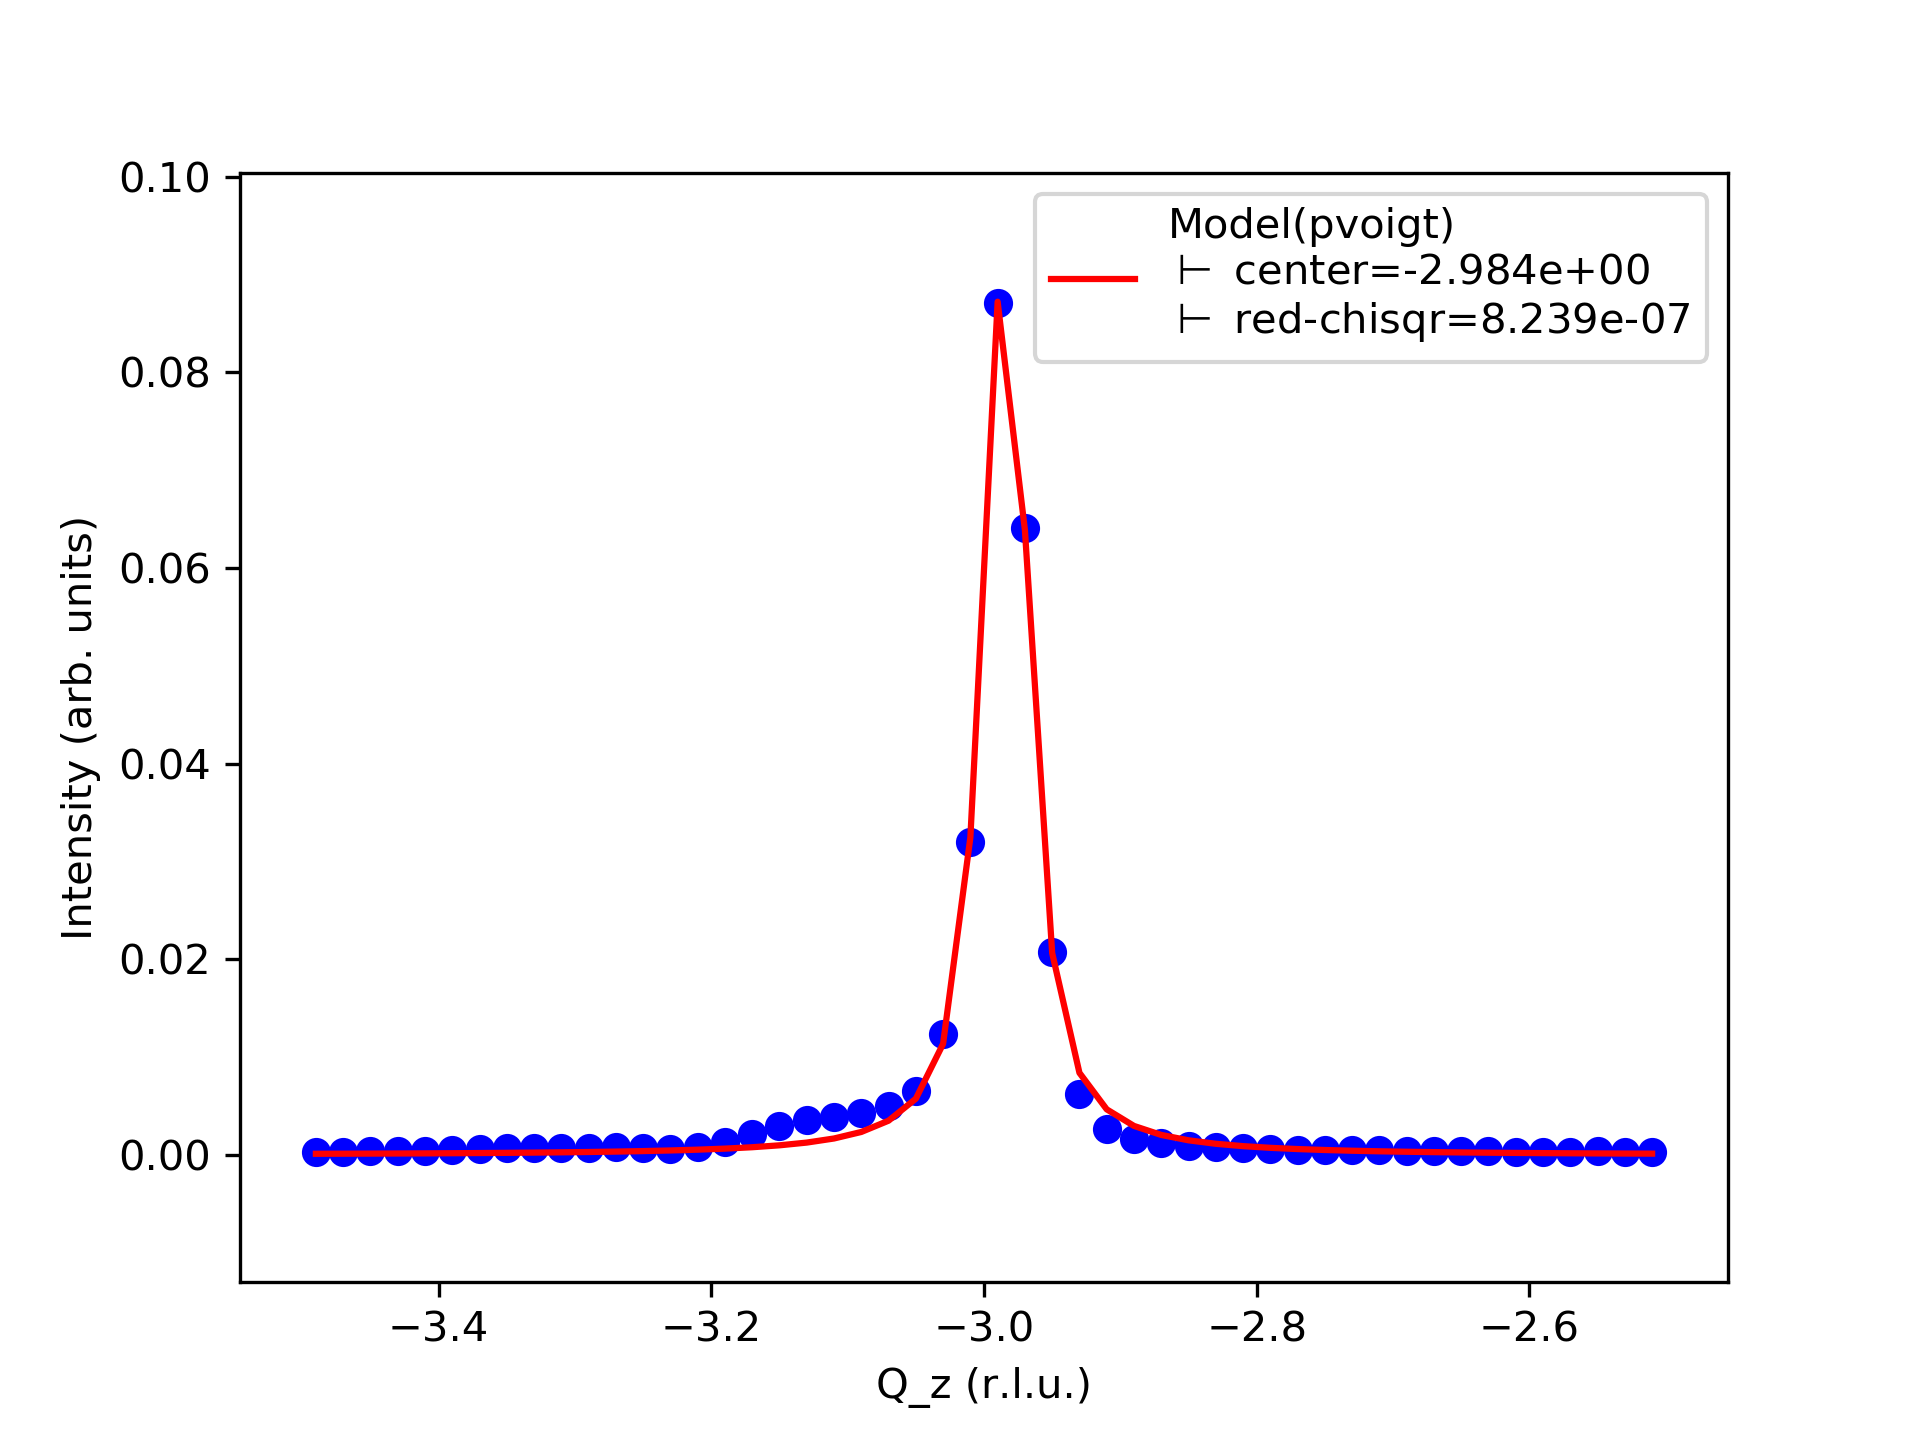 0.10
0.08
0.06
0.04
0.02
0.00
Intensity (arb. units)
Model(pvoigt)
⊢ center=-2.984e+00
⊢ red-chisqr=8.239e-07
−3.4 −3.2 −3.0 −2.8 −2.6
Q_z (r.l.u.)